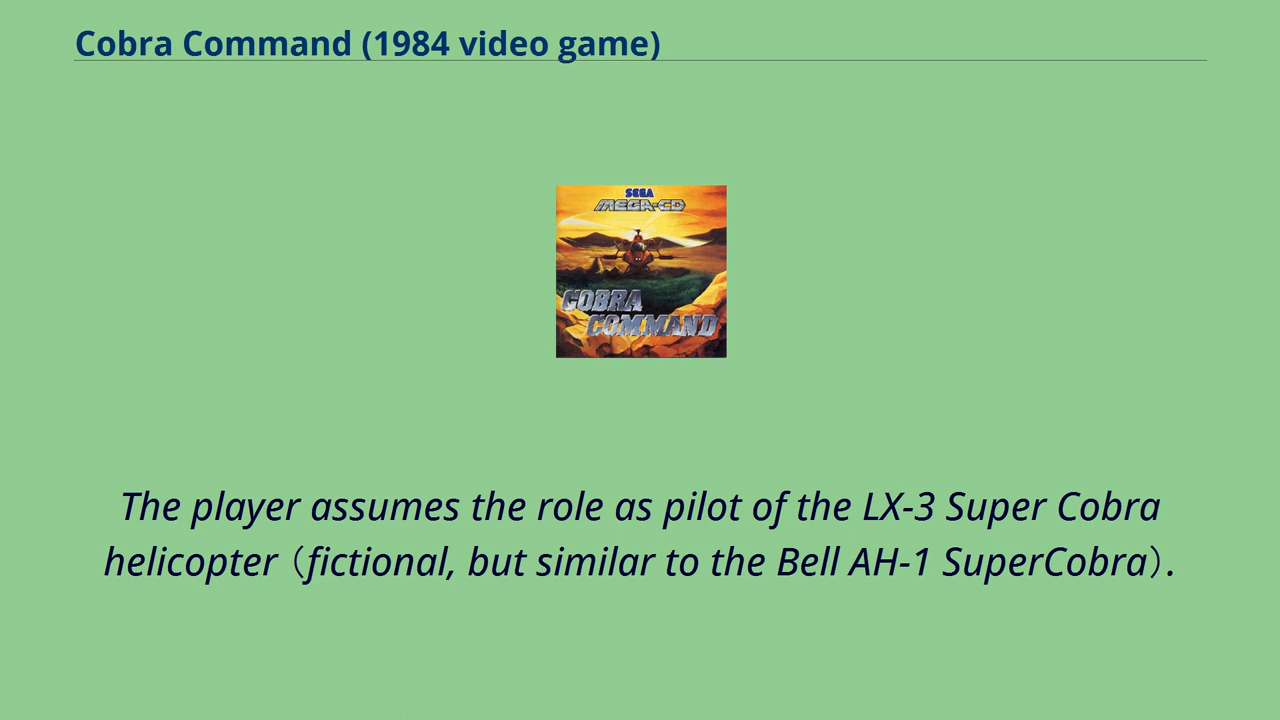 Cobra Command (1984 video game)
SEGA
MEGA-CD
COBRA
COMMAND
The player assumes the role as pilot of the LX-3 Super Cobra
helicopter（fictional, but similar to the Bell AH-1 SuperCobra）.